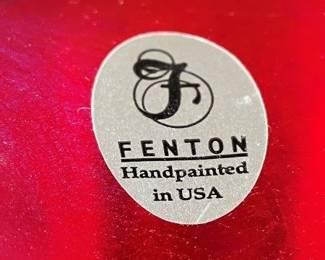 F
FENTON
Handpainted
in USA